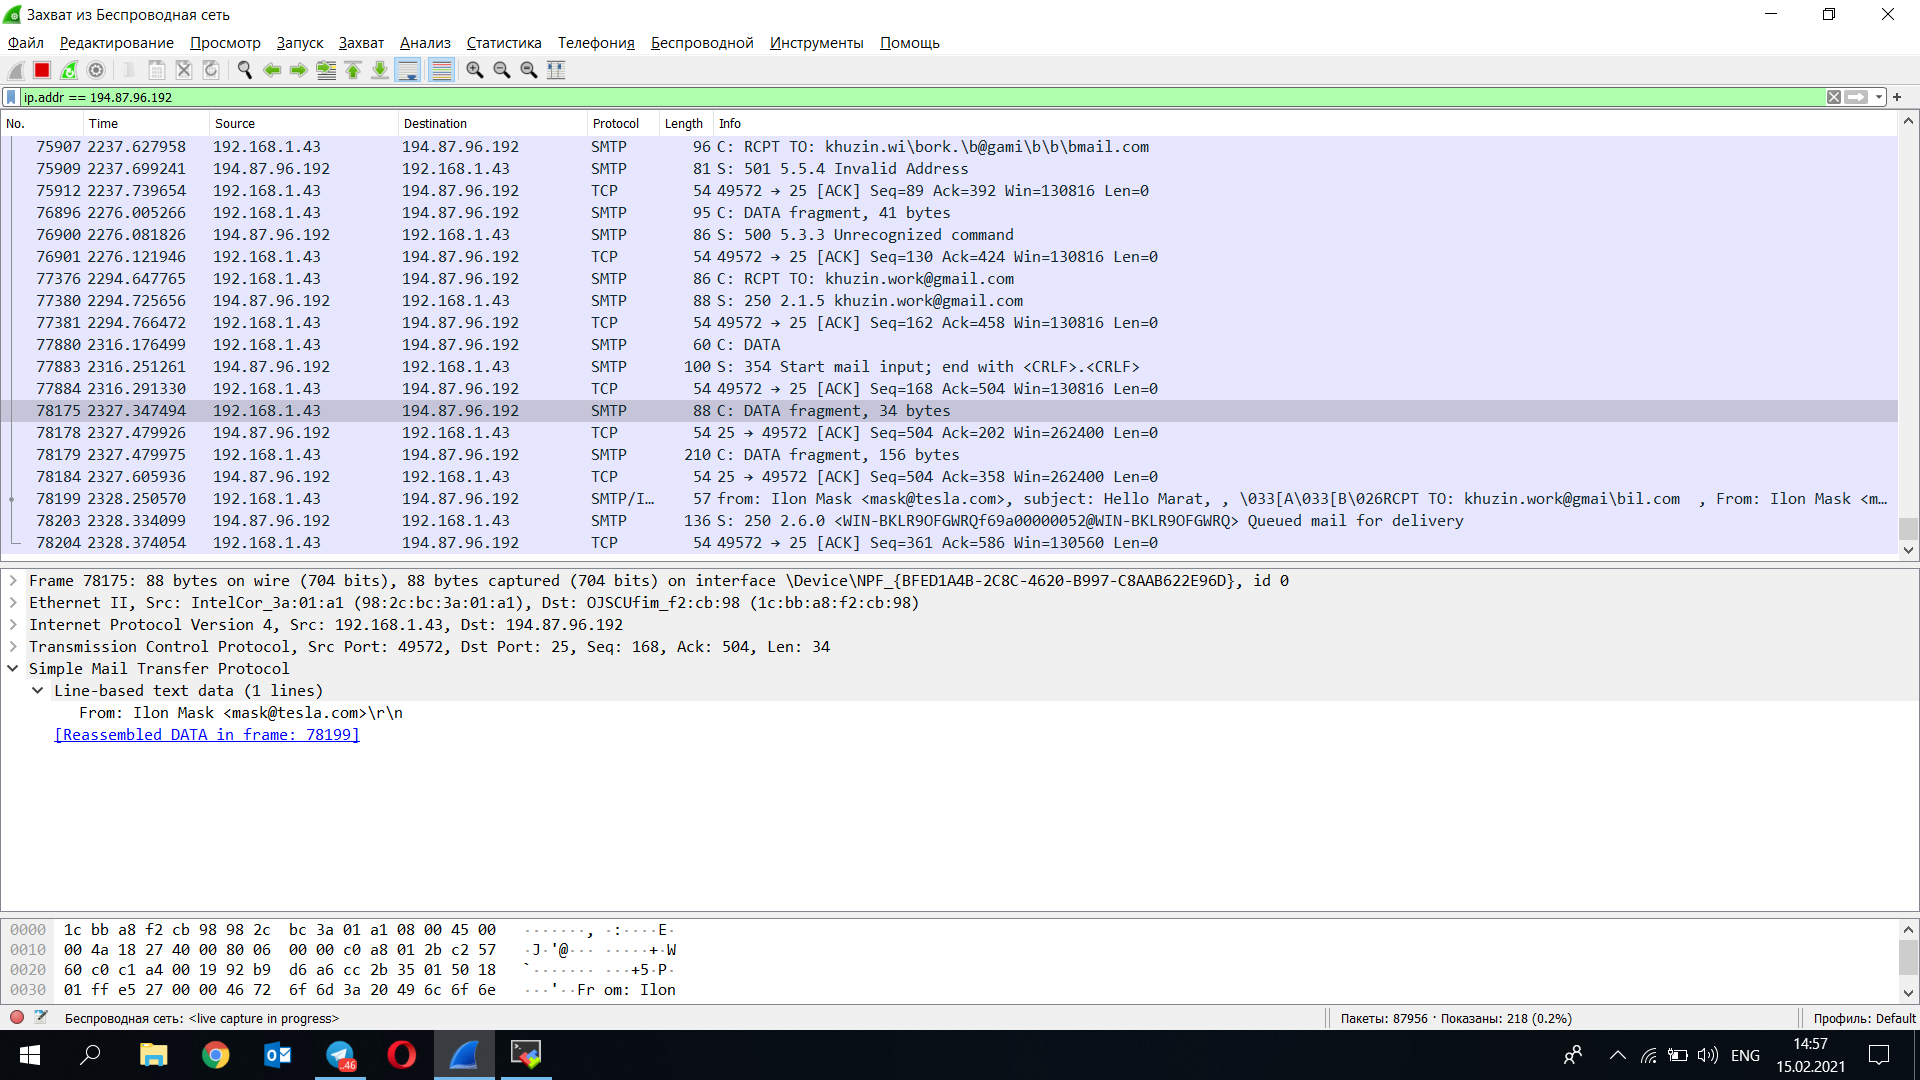 Захват из Беспроводная сеть
Файл Редактирование Просмотр Запуск Захват Анализ Статистика Телефония Беспроводной Инструменты Помощь
ip.addr == 194.87.96.192
No. Time Source Destination Protocol Length Info
75907 2237.627958 192.168.1.43 194.87.96.192 SMTP 96 C: RCPT TO: khuzin.wi\bork.\b@gami\b\b\bmail.com
75909 2237.699241 194.87.96.192 192.168.1.43 SMTP 81 S: 501 5.5.4 Invalid Address
75912 2237.739654 192.168.1.43 194.87.96.192 TCP 54 49572 → 25 [ACK] Seq=89 Ack=392 Win=130816 Len=0
76896 2276.005266 192.168.1.43 194.87.96.192 SMTP 95 C: DATA fragment, 41 bytes
76900 2276.081826 194.87.96.192 192.168.1.43 SMTP 86 S: 500 5.3.3 Unrecognized command
76901 2276.121946 192.168.1.43 194.87.96.192 TCP 54 49572 → 25 [ACK] Seq=130 Ack=424 Win=130816 Len=0
77376 2294.647765 192.168.1.43 194.87.96.192 SMTP 86 C: RCPT TO: khuzin.work@gmail.com
77380 2294.725656 194.87.96.192 192.168.1.43 SMTP 88 S: 250 2.1.5 khuzin.work@gmail.com
77381 2294.766472 192.168.1.43 194.87.96.192 TCP 54 49572 → 25 [ACK] Seq=162 Ack=458 Win=130816 Len=0
77880 2316.176499 192.168.1.43 194.87.96.192 SMTP 60 C: DATA
77883 2316.251261 194.87.96.192 192.168.1.43 SMTP 100 S: 354 Start mail input; end with <CRLF>.<CRLF>
77884 2316.291330 192.168.1.43 194.87.96.192 TCP 54 49572 → 25 [ACK] Seq=168 Ack=504 Win=130816 Len=0
78175 2327.347494 192.168.1.43 194.87.96.192 SMTP 88 C: DATA fragment, 34 bytes
78178 2327.479926 194.87.96.192 192.168.1.43 TCP 54 25 → 49572 [ACK] Seq=504 Ack=202 Win=262400 Len=0
78179 2327.479975 192.168.1.43 194.87.96.192 SMTP 210 C: DATA fragment, 156 bytes
78184 2327.605936 194.87.96.192 192.168.1.43 TCP 54 25 → 49572 [ACK] Seq=504 Ack=358 Win=262400 Len=0
78199 2328.250570 192.168.1.43 194.87.96.192 SMTP/I… 57 from: Ilon Mask <mask@tesla.com>, subject: Hello Marat, , \033[A\033[B\026RCPT TO: khuzin.work@gmai\bil.com , From: Ilon Mask <m…
78203 2328.334099 194.87.96.192 192.168.1.43 SMTP 136 S: 250 2.6.0 <WIN-BKLR9OFGWRQf69a00000052@WIN-BKLR9OFGWRQ> Queued mail for delivery
78204 2328.374054 192.168.1.43 194.87.96.192 TCP 54 49572 → 25 [ACK] Seq=361 Ack=586 Win=130560 Len=0
Frame 78175: 88 bytes on wire (704 bits), 88 bytes captured (704 bits) on interface \Device\NPF_{BFED1A4B-2C8C-4620-B997-C8AAB622E96D}, id 0
Ethernet II, Src: IntelCor_3a:01:a1 (98:2c:bc:3a:01:a1), Dst: OJSCUfim_f2:cb:98 (1c:bb:a8:f2:cb:98)
Internet Protocol Version 4, Src: 192.168.1.43, Dst: 194.87.96.192
Transmission Control Protocol, Src Port: 49572, Dst Port: 25, Seq: 168, Ack: 504, Len: 34
Simple Mail Transfer Protocol
Line-based text data (1 lines)
From: Ilon Mask <mask@tesla.com>\r\n
[Reassembled DATA in frame: 78199]
0000 1c bb a8 f2 cb 98 98 2c bc 3a 01 a1 08 00 45 00 ·······, ·:····E·
0010 00 4a 18 27 40 00 80 06 00 00 c0 a8 01 2b c2 57 ·J·'@··· ·····+·W
0020 60 c0 c1 a4 00 19 92 b9 d6 a6 cc 2b 35 01 50 18 `······· ···+5·P·
0030 01 ff e5 27 00 00 46 72 6f 6d 3a 20 49 6c 6f 6e ···'··Fr om: Ilon
Беспроводная сеть: <live capture in progress> Пакеты: 87956 · Показаны: 218 (0.2%) Профиль: Default
46 ENG 14:57
15.02.2021